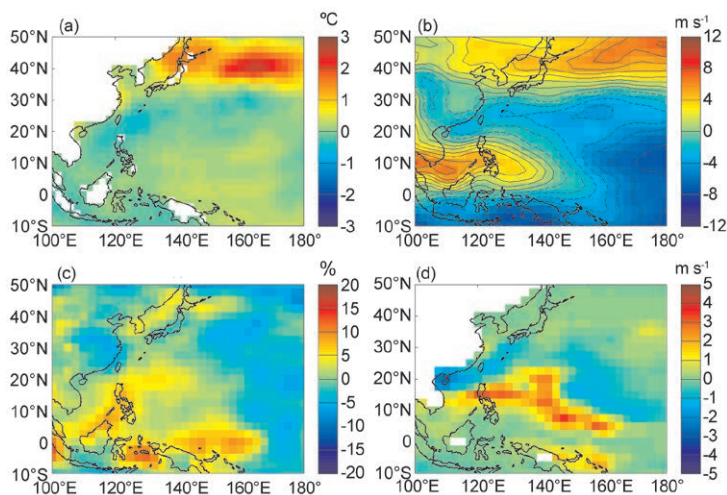 (a) ºC (b) m s⁻¹
50°N 3 50°N 12
40°N 2 40°N 8
30°N 1 30°N 4
20°N 0 20°N 0
10°N -1 10°N -4
0 -2 0 -8
10°S -3 10°S -12
100°E 120°E 140°E 160°E 180° 100°E 120°E 140°E 160°E 180°
(c) % (d) m s⁻¹
50°N 20 50°N 5
15 4
40°N 10 40°N 3
30°N 5 30°N 2
1
20°N 0 20°N 0
10°N -5 10°N -1
-2
0 -10 0 -3
-15 -4
10°S -20 10°S -5
100°E 120°E 140°E 160°E 180° 100°E 120°E 140°E 160°E 180°